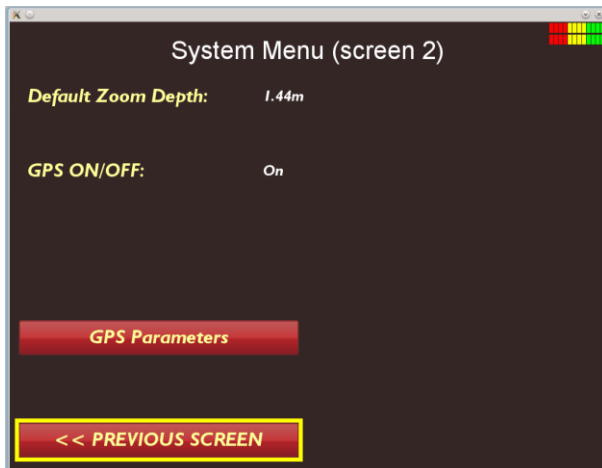 System Menu (screen 2)
Default Zoom Depth: 1.44m
GPS ON/OFF: On
GPS Parameters
<< PREVIOUS SCREEN